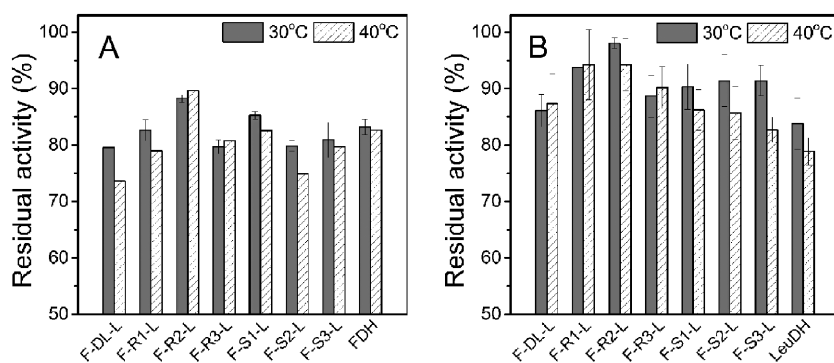 A
30°C 40°C
Residual activity (%)
100
90
80
70
60
50
F-DL-L F-R1-L F-R2-L F-R3-L F-S1-L F-S2-L F-S3-L FDH
B
30°C 40°C
Residual activity (%)
100
90
80
70
60
50
F-DL-L F-R1-L F-R2-L F-R3-L F-S1-L F-S2-L F-S3-L LeuDH